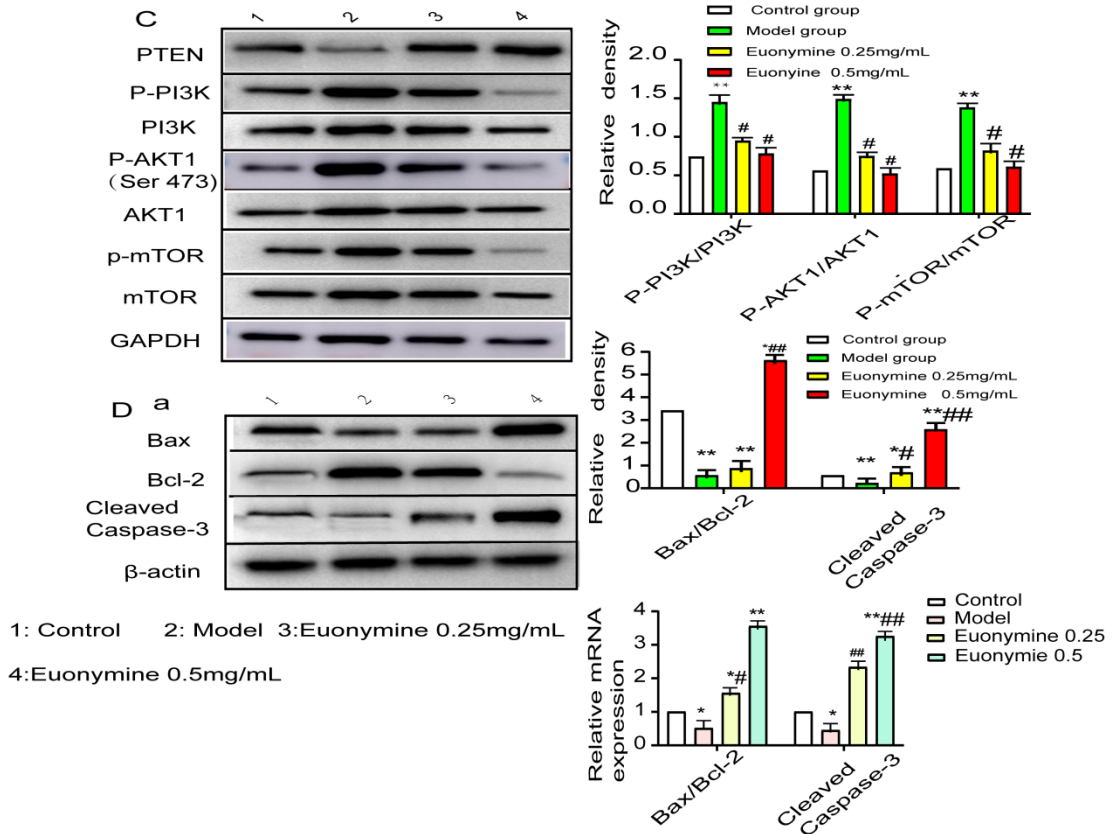 C
1 2 3 4
PTEN
P-PI3K
PI3K
P-AKT1
(Ser 473)
AKT1
p-mTOR
mTOR
GAPDH
Control group
Model group
Euonymine 0.25mg/mL
Euonyine 0.5mg/mL
Relative density
2.0
1.5
1.0
0.5
0.0
** # #
** # #
** # #
P-PI3K/PI3K
P-AKT1/AKT1
P-mTOR/mTOR
D a
1 2 3 4
Bax
Bcl-2
Cleaved
Caspase-3
β-actin
Control group
Model group
Euonymine 0.25mg/mL
Euonymine 0.5mg/mL
Relative density
6
5
3
2
1
0
** ** *##
** *# **##
Bax/Bcl-2
Cleaved
Caspase-3
1: Control 2: Model 3:Euonymine 0.25mg/mL
4:Euonymine 0.5mg/mL
Control
Model
Euonymine 0.25
Euonymie 0.5
Relative mRNA
expression
4
3
2
1
0
* *# **
* ## **##
Bax/Bcl-2
Cleaved
Caspase-3